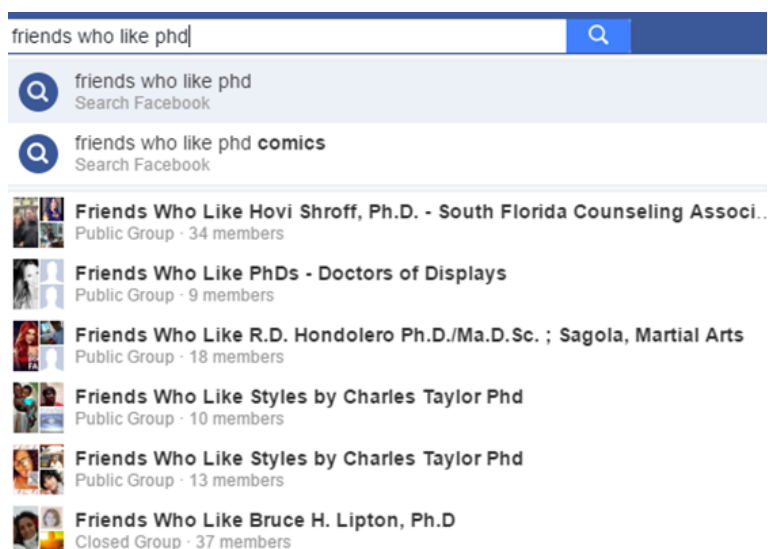 friends who like phd
friends who like phd
Search Facebook
friends who like phd comics
Search Facebook
Friends Who Like Hovi Shroff, Ph.D. - South Florida Counseling Associ..
Public Group · 34 members
Friends Who Like PhDs - Doctors of Displays
Public Group · 9 members
Friends Who Like R.D. Hondolero Ph.D./Ma.D.Sc. ; Sagola, Martial Arts
Public Group · 18 members
Friends Who Like Styles by Charles Taylor Phd
Public Group · 10 members
Friends Who Like Styles by Charles Taylor Phd
Public Group · 13 members
Friends Who Like Bruce H. Lipton, Ph.D
Closed Group · 37 members